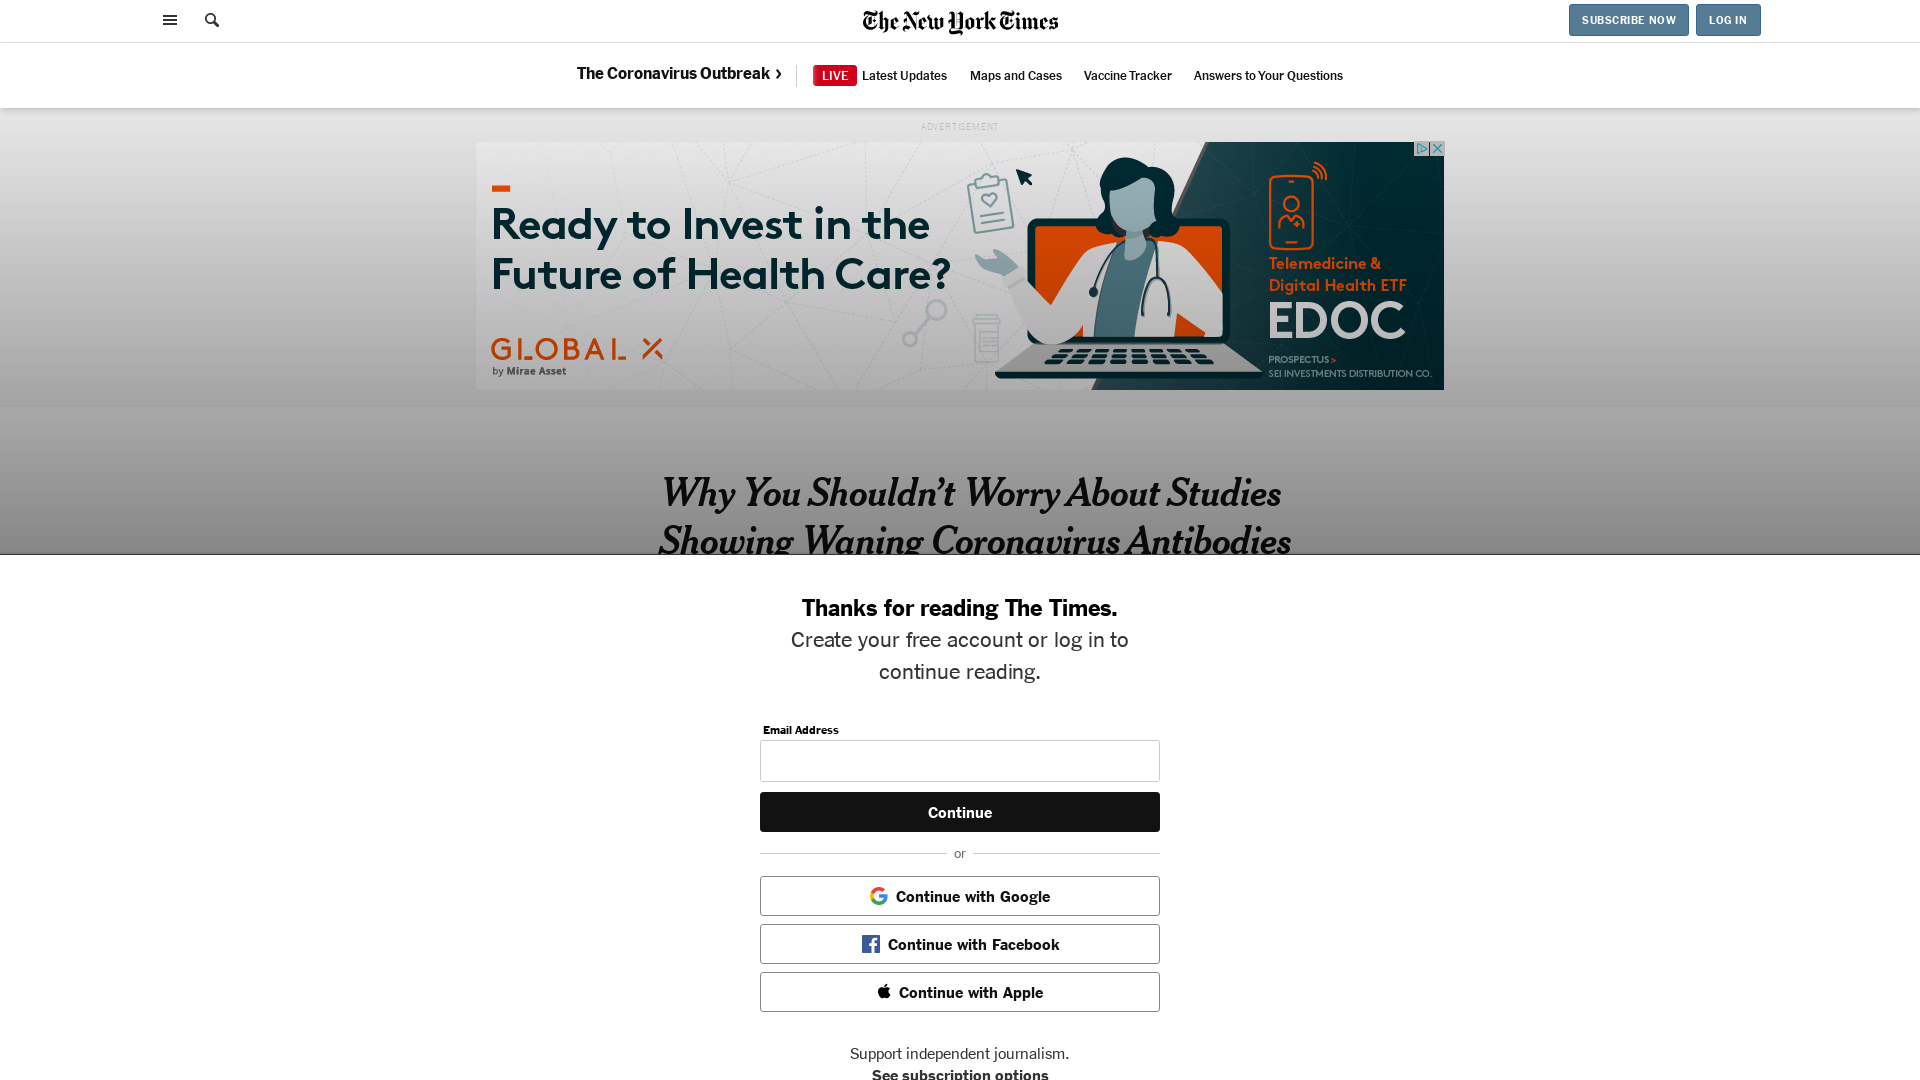 The New York Times
SUBSCRIBE NOW
LOG IN
The Coronavirus Outbreak ›
LIVE Latest Updates
Maps and Cases
Vaccine Tracker
Answers to Your Questions
ADVERTISEMENT
Ready to Invest in the
Future of Health Care?
GLOBAL X
by Mirae Asset
Telemedicine &
Digital Health ETF
EDOC
PROSPECTUS >
SEI INVESTMENTS DISTRIBUTION CO.
Why You Shouldn’t Worry About Studies
Showing Waning Coronavirus Antibodies
Thanks for reading The Times.
Create your free account or log in to
continue reading.
Email Address
Continue
or
Continue with Google
Continue with Facebook
Continue with Apple
Support independent journalism.
See subscription options